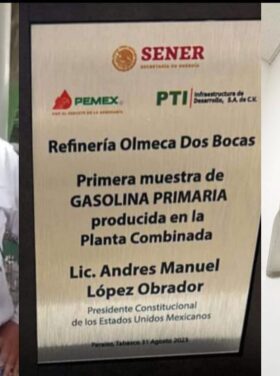 SENER
SECRETARÍA DE ENERGÍA
PEMEX
POR EL RESCATE DE LA SOBERANÍA
PTI Infraestructura de
Desarrollo, S.A. de C.V.
Refinería Olmeca Dos Bocas
Primera muestra de
GASOLINA PRIMARIA
producida en la
Planta Combinada
Lic. Andres Manuel
López Obrador
Presidente Constitucional
de los Estados Unidos Mexicanos
Paraíso, Tabasco 31 Agosto 2023